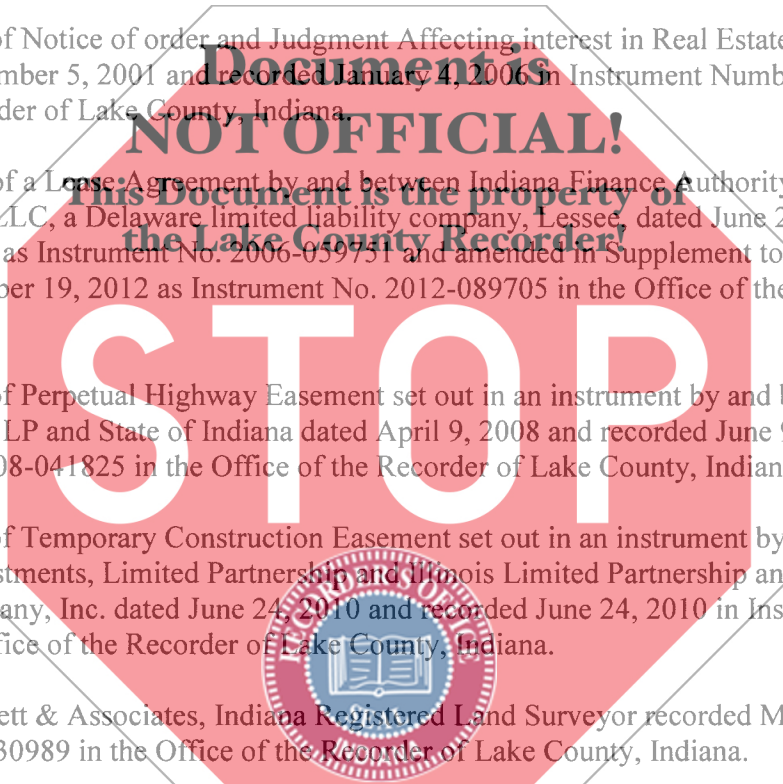 of Notice of order and Judgment Affecting interest in Real Estate
mber 5, 2001 and recorded January 4, 2006 in Instrument Numb
der of Lake County, Indiana.
Document is
NOT OFFICIAL!
This Document is the property of
the Lake County Recorder!
of a Lease Agreement by and between Indiana Finance Authority
LLC, a Delaware limited liability company, Lessee, dated June 2
as Instrument No. 2006-059751 and amended in Supplement to
ber 19, 2012 as Instrument No. 2012-089705 in the Office of the
STOP
of Perpetual Highway Easement set out in an instrument by and b
LP and State of Indiana dated April 9, 2008 and recorded June 9
08-041825 in the Office of the Recorder of Lake County, Indian
of Temporary Construction Easement set out in an instrument by
stments, Limited Partnership and Illinois Limited Partnership an
any, Inc. dated June 24, 2010 and recorded June 24, 2010 in Ins
fice of the Recorder of Lake County, Indiana.
RECORDER'S OFFICE
SEAL
INDIANA
ett & Associates, Indiana Registered Land Surveyor recorded M
30989 in the Office of the Recorder of Lake County, Indiana.